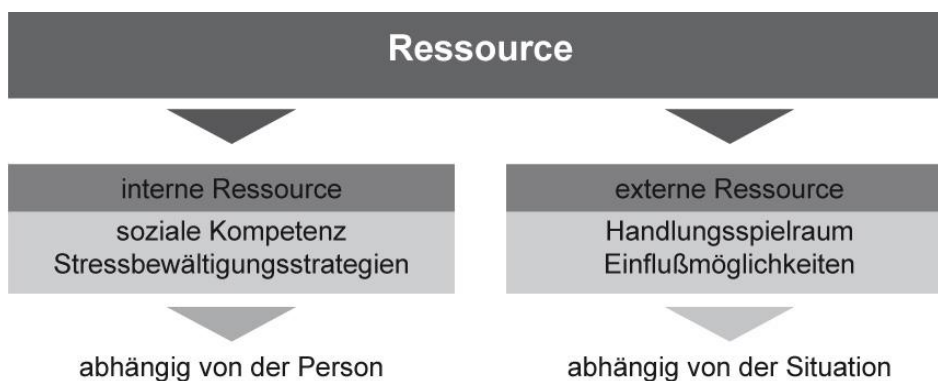 Ressource
interne Ressource
soziale Kompetenz
Stressbewältigungsstrategien
abhängig von der Person
externe Ressource
Handlungsspielraum
Einflußmöglichkeiten
abhängig von der Situation